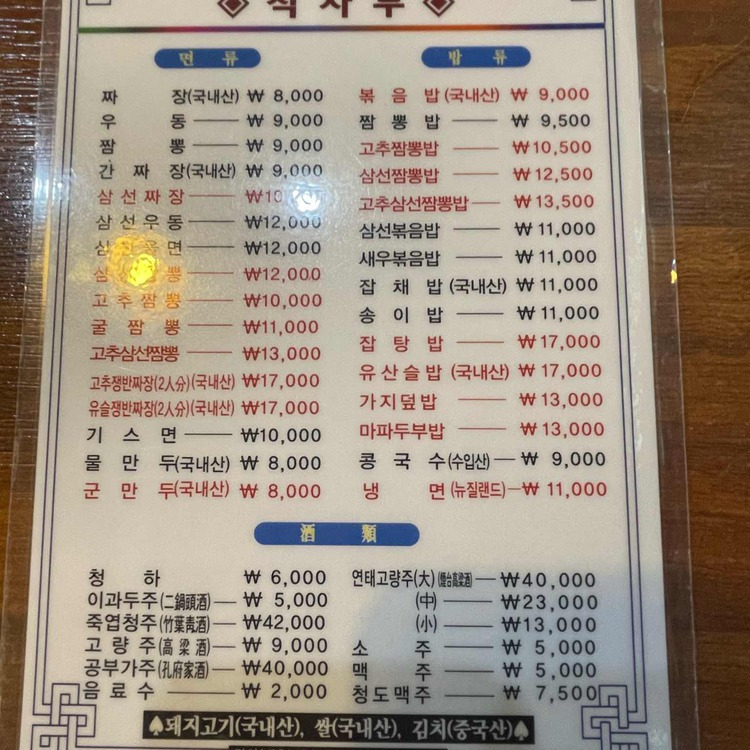 식사부
면 류
짜 장(국내산) ₩ 8,000
우 동 ₩ 9,000
짬 뽕 ₩ 9,000
간 짜 장(국내산) ₩ 9,000
삼 선 짜 장 ₩10
삼 선 우 동 ₩12,000
면 ₩12,000
뽕 ₩12,000
고 추 짬 뽕 ₩10,000
굴 짬 뽕 ₩11,000
고추삼선짬뽕 ₩13,000
고추쟁반짜장(2人分)(국내산) ₩17,000
유슬쟁반짜장(2人分)(국내산) ₩17,000
기 스 면 ₩10,000
물 만 두(국내산) ₩ 8,000
군 만 두(국내산) ₩ 8,000
밥 류
볶 음 밥 (국내산) ₩ 9,000
짬 뽕 밥 ₩ 9,500
고추짬뽕밥 ₩10,500
삼선짬뽕밥 ₩12,500
고추삼선짬뽕밥 ₩13,500
삼선볶음밥 ₩11,000
새우볶음밥 ₩11,000
잡 채 밥 (국내산) ₩11,000
송 이 밥 ₩11,000
잡 탕 밥 ₩17,000
유산슬밥 (국내산) ₩17,000
가지덮밥 ₩13,000
마파두부밥 ₩13,000
콩 국 수 (수입산) ₩ 9,000
냉 면 (뉴질랜드) ₩ 11,000
酒 類
청 하 ₩ 6,000
이과두주(二鍋頭酒) ₩ 5,000
죽엽청주(竹葉靑酒) ₩42,000
고 량 주(高 粱 酒) ₩ 9,000
공부가주(孔府家酒) ₩40,000
음 료 수 ₩ 2,000
연태고량주(大)(煙台高粱酒) ₩40,000
(中) ₩23,000
(小) ₩13,000
소 주 ₩ 5,000
맥 주 ₩ 5,000
청도맥주 ₩ 7,500
♠돼지고기(국내산), 쌀(국내산), 김치(중국산)♠